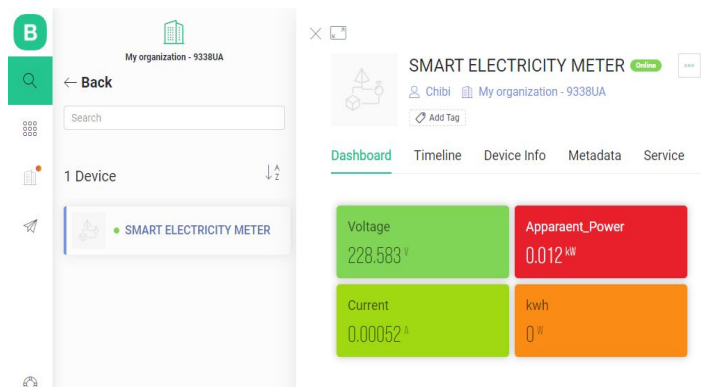 B
My organization - 9338UA
← Back
Search
1 Device
A
Z
SMART ELECTRICITY METER
SMART ELECTRICITY METER Online
Chibi My organization - 9338UA
Add Tag
Dashboard Timeline Device Info Metadata Service
Voltage
228.583 V
Apparaent_Power
0.012 kW
Current
0.00052 A
kwh
0 W